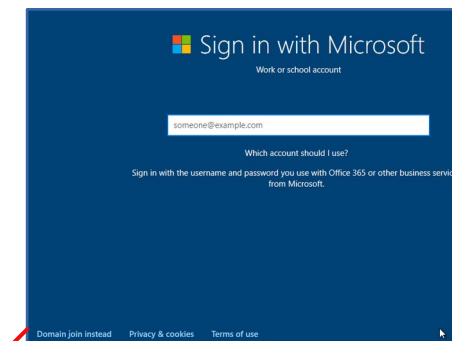 Sign in with Microsoft
Work or school account
someone@example.com
Which account should I use?
Sign in with the username and password you use with Office 365 or other business servic
from Microsoft.
Domain join instead Privacy & cookies Terms of use